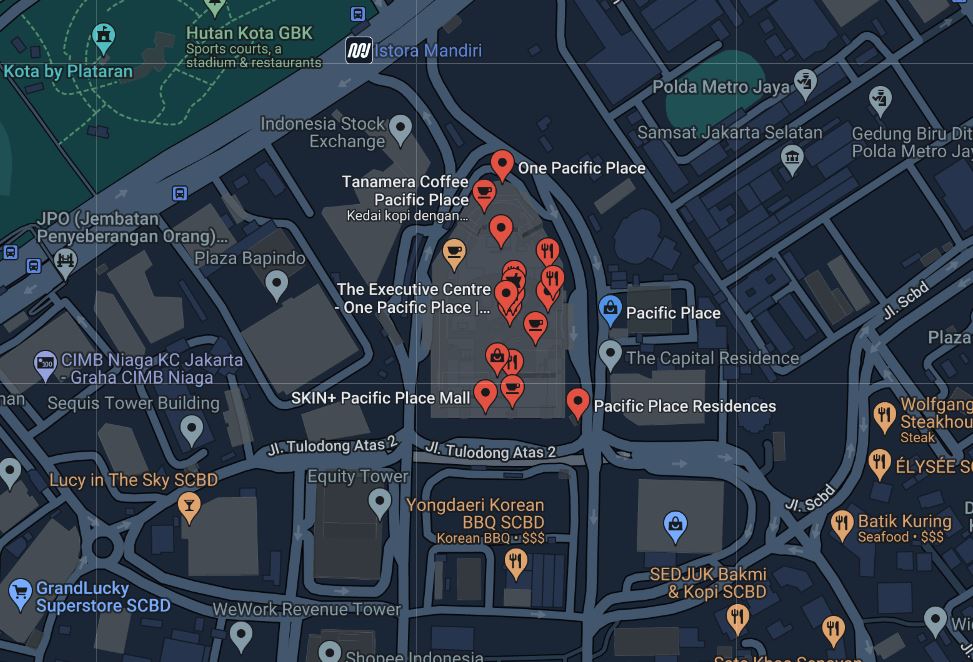 Hutan Kota GBK
Sports courts, a
stadium & restaurants
Istora Mandiri
Kota by Plataran
Polda Metro Jaya
Indonesia Stock
Exchange
Samsat Jakarta Selatan
Gedung Biru Dit
Polda Metro Jay
One Pacific Place
Tanamera Coffee
Pacific Place
Kedai kopi dengan...
JPO (Jembatan
Penyeberangan Orang)...
Plaza Bapindo
The Executive Centre
- One Pacific Place |...
Pacific Place
Jl. Scbd
Plaza
The Capital Residence
CIMB Niaga KC Jakarta
- Graha CIMB Niaga
SKIN+ Pacific Place Mall
Pacific Place Residences
Sequis Tower Building
Wolfgang
Steakhou
Steak
Jl. Tulodong Atas 2
Jl. Tulodong Atas 2
ÉLYSÉE SC
Lucy in The Sky SCBD
Equity Tower
Jl. Scbd
Yongdaeri Korean
BBQ SCBD
Korean BBQ • $$$
Batik Kuring
Seafood • $$$
SEDJUK Bakmi
& Kopi SCBD
GrandLucky
Superstore SCBD
WeWork Revenue Tower
Shopee Indonesia